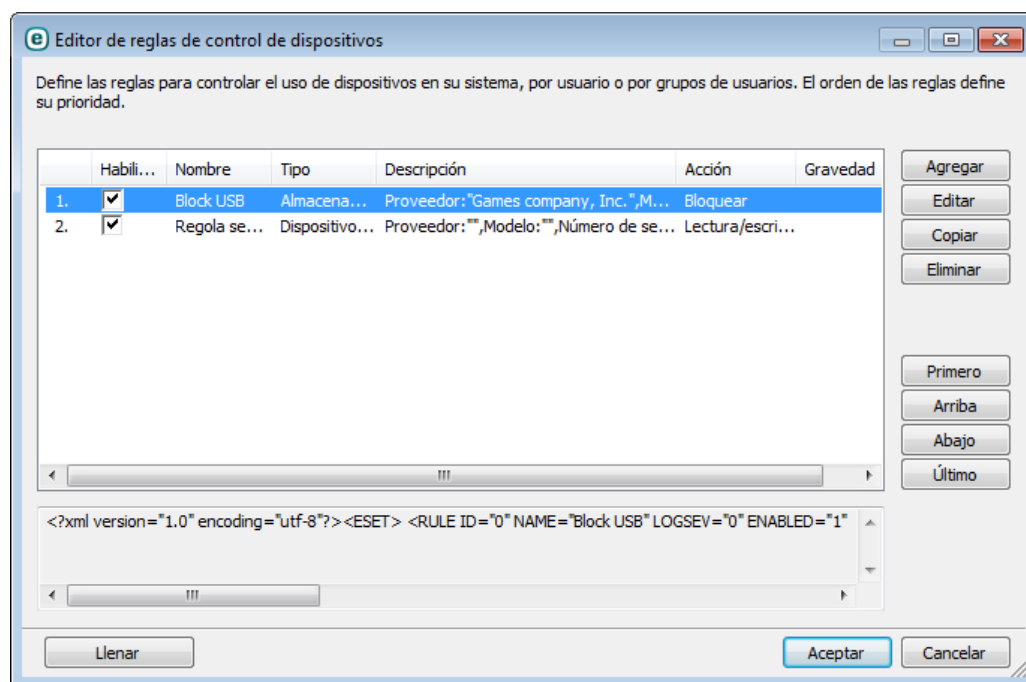 e Editor de reglas de control de dispositivos
Define las reglas para controlar el uso de dispositivos en su sistema, por usuario o por grupos de usuarios. El orden de las reglas define
su prioridad.
Habili... Nombre Tipo Descripción Acción Gravedad
1. Block USB Almacena... Proveedor:"Games company, Inc.",M... Bloquear
2. Regola se... Dispositivo... Proveedor:"",Modelo:"",Número de se... Lectura/escri...
Agregar
Editar
Copiar
Eliminar
Primero
Arriba
Abajo
Último
<?xml version="1.0" encoding="utf-8"?><ESET> <RULE ID="0" NAME="Block USB" LOGSEV="0" ENABLED="1"
Llenar Aceptar Cancelar